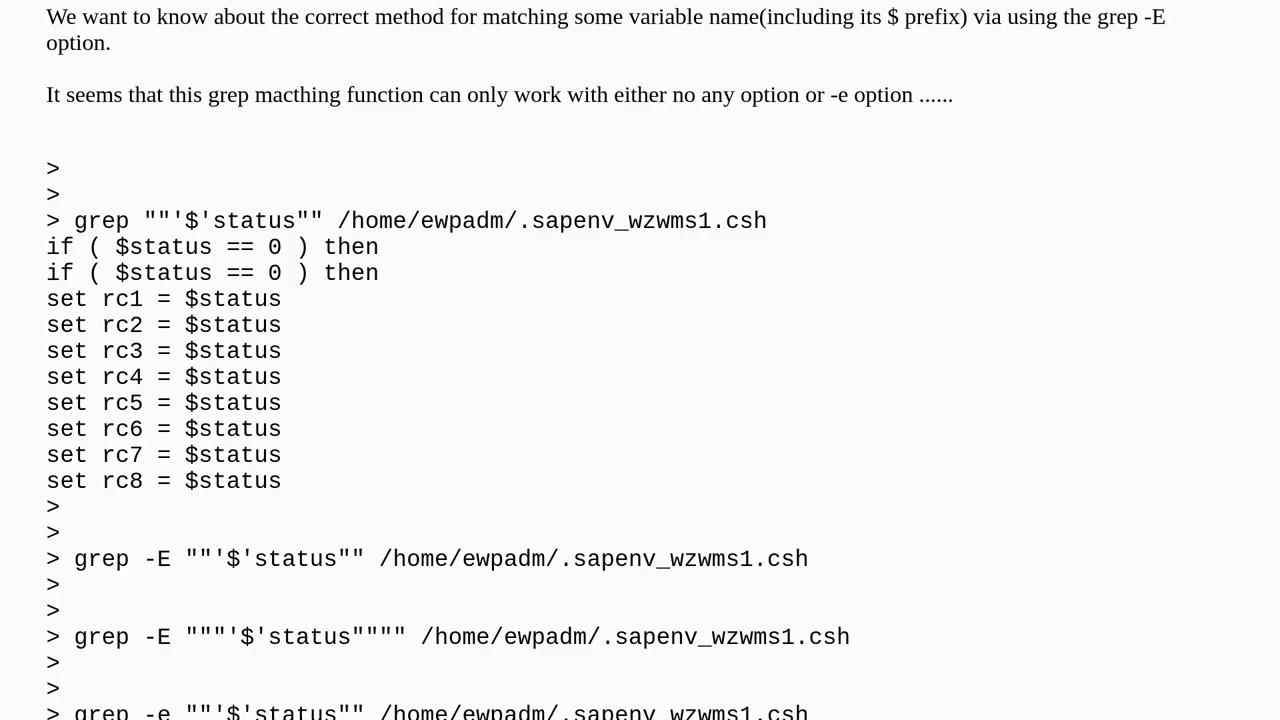 We want to know about the correct method for matching some variable name(including its $ prefix) via using the grep -E
option.
It seems that this grep macthing function can only work with either no any option or -e option ......
>
>
> grep ""'$'status"" /home/ewpadm/.sapenv_wzwms1.csh
if ( $status == 0 ) then
if ( $status == 0 ) then
set rc1 = $status
set rc2 = $status
set rc3 = $status
set rc4 = $status
set rc5 = $status
set rc6 = $status
set rc7 = $status
set rc8 = $status
>
>
> grep -E ""'$'status"" /home/ewpadm/.sapenv_wzwms1.csh
>
>
> grep -E """'$'status"""" /home/ewpadm/.sapenv_wzwms1.csh
>
>
> grep -e ""'$'status"" /home/ewpadm/.sapenv_wzwms1.csh